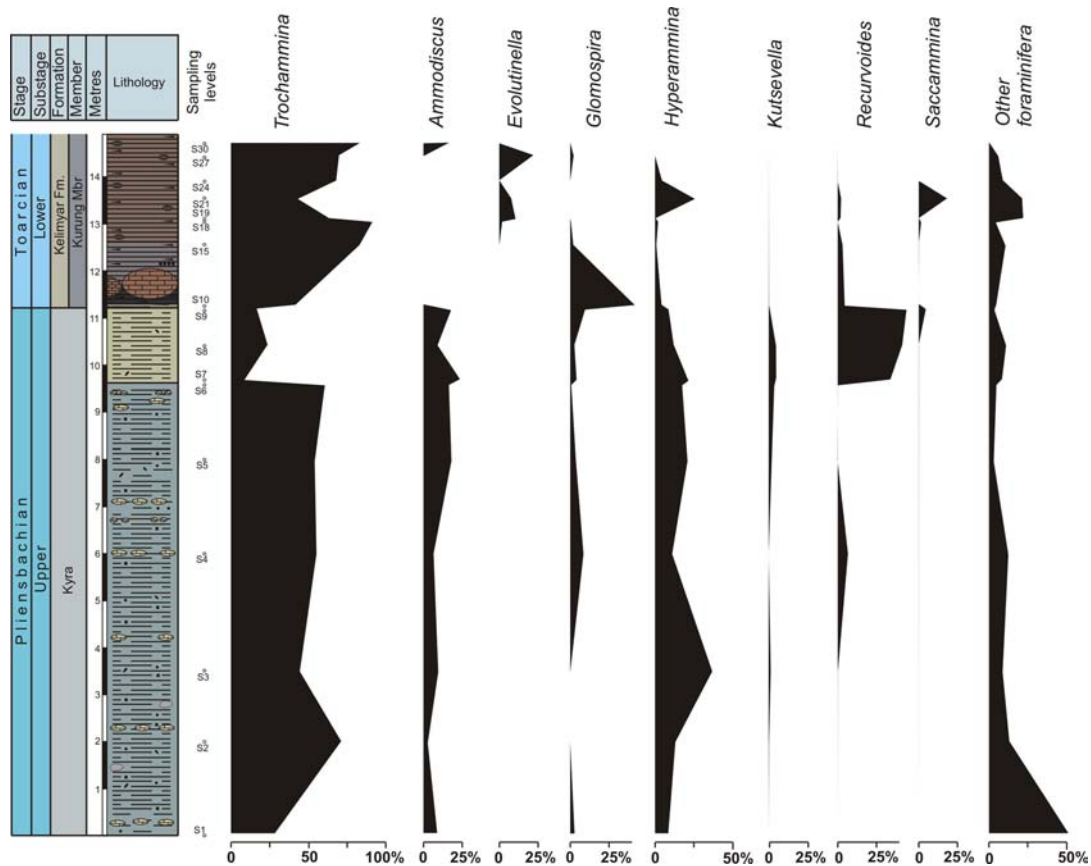 Stage
Substage
Formation
Member
Metres
Lithology
Sampling
levels
Trochammina
Ammodiscus
Evolutinella
Glomospira
Hyperammina
Kutsevella
Recurvoides
Saccammina
Other
foraminifera
Toarcian
Lower
Kelimyar Fm.
Kurung Mbr
Pliensbachian
Upper
Kyra
14
13
12
11
10
9
8
7
6
5
4
3
2
1
S30
S27
S24
S21
S19
S18
S15
S10
S9
S8
S7
S6
S5
S4
S3
S2
S1
0 50 100%
0 25%
0 25%
0 25%
0 50%
0 25%
0 25%
0 25%
0 50%